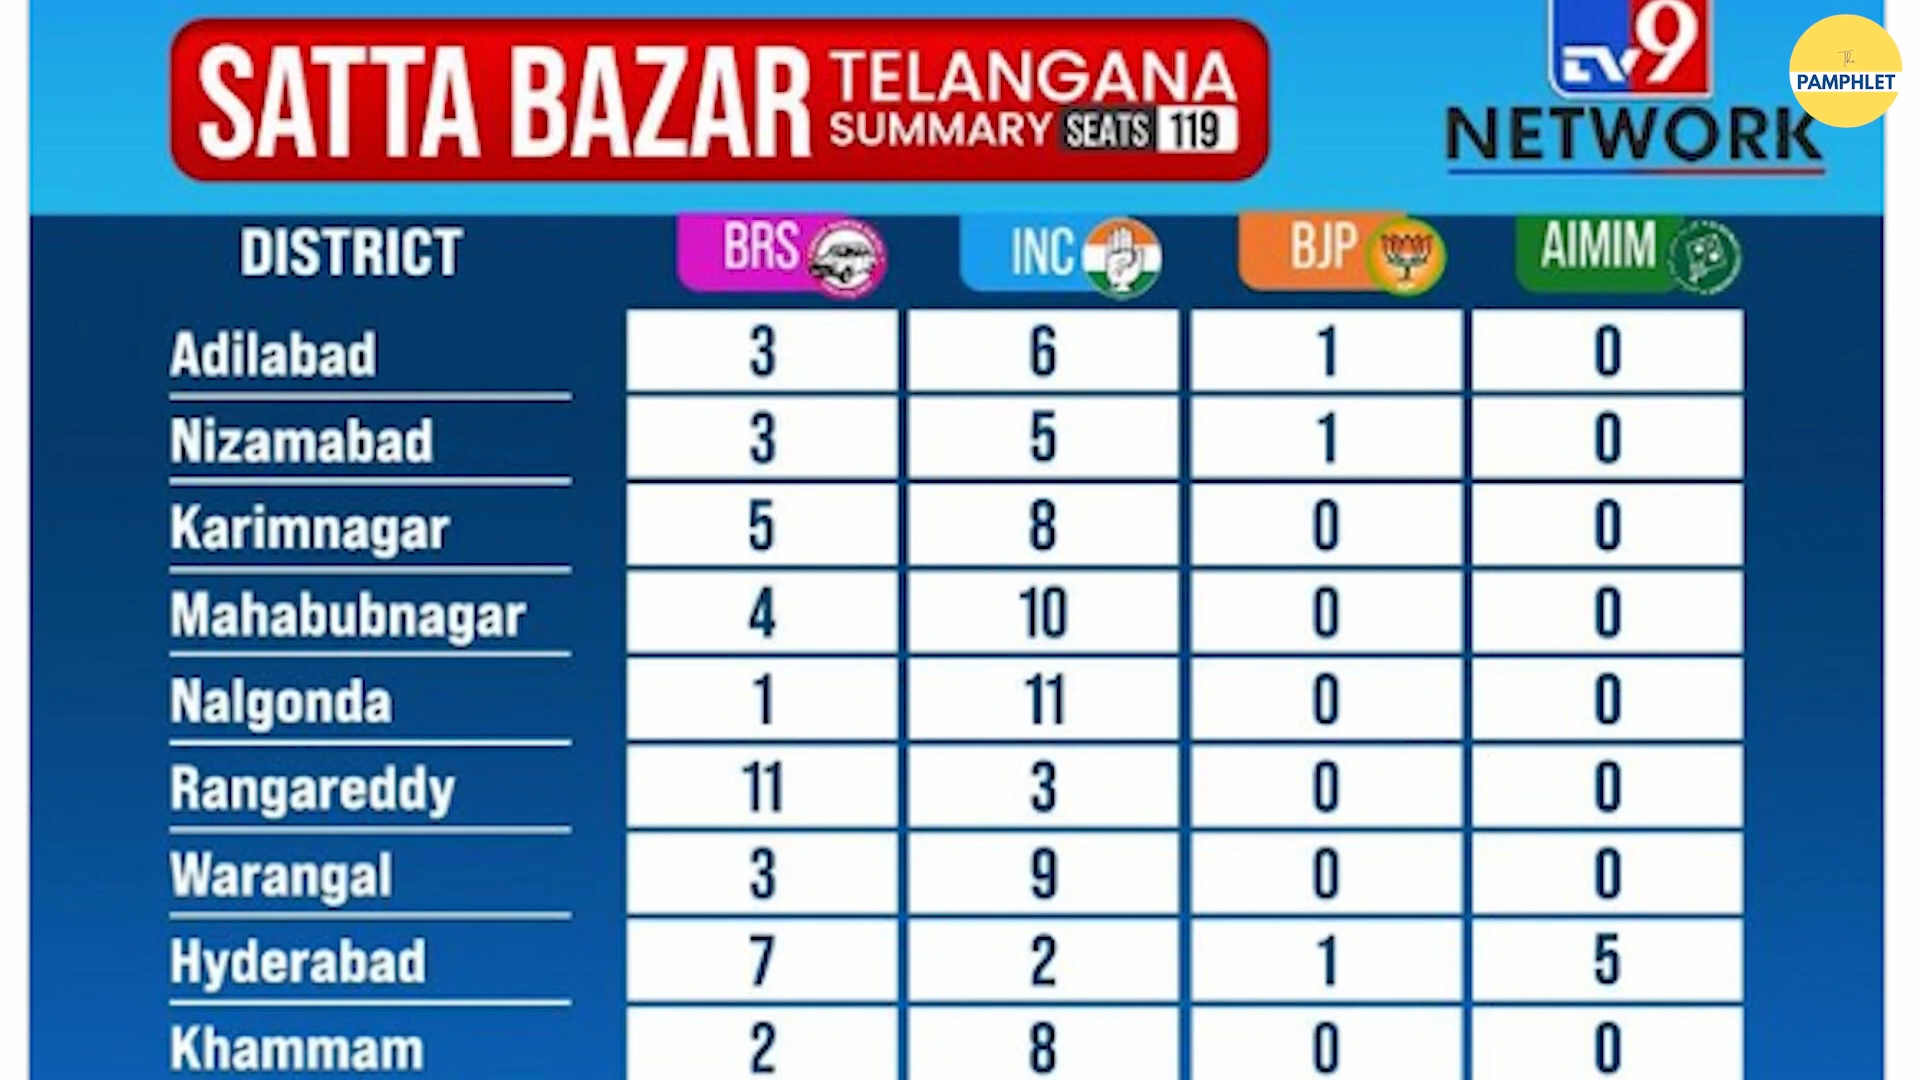 SATTA BAZAR TELANGANA
SUMMARY SEATS 119
TV9
NETWORK
The
PAMPHLET
DISTRICT BRS INC BJP AIMIM
Adilabad 3 6 1 0
Nizamabad 3 5 1 0
Karimnagar 5 8 0 0
Mahabubnagar 4 10 0 0
Nalgonda 1 11 0 0
Rangareddy 11 3 0 0
Warangal 3 9 0 0
Hyderabad 7 2 1 5
Khammam 2 8 0 0